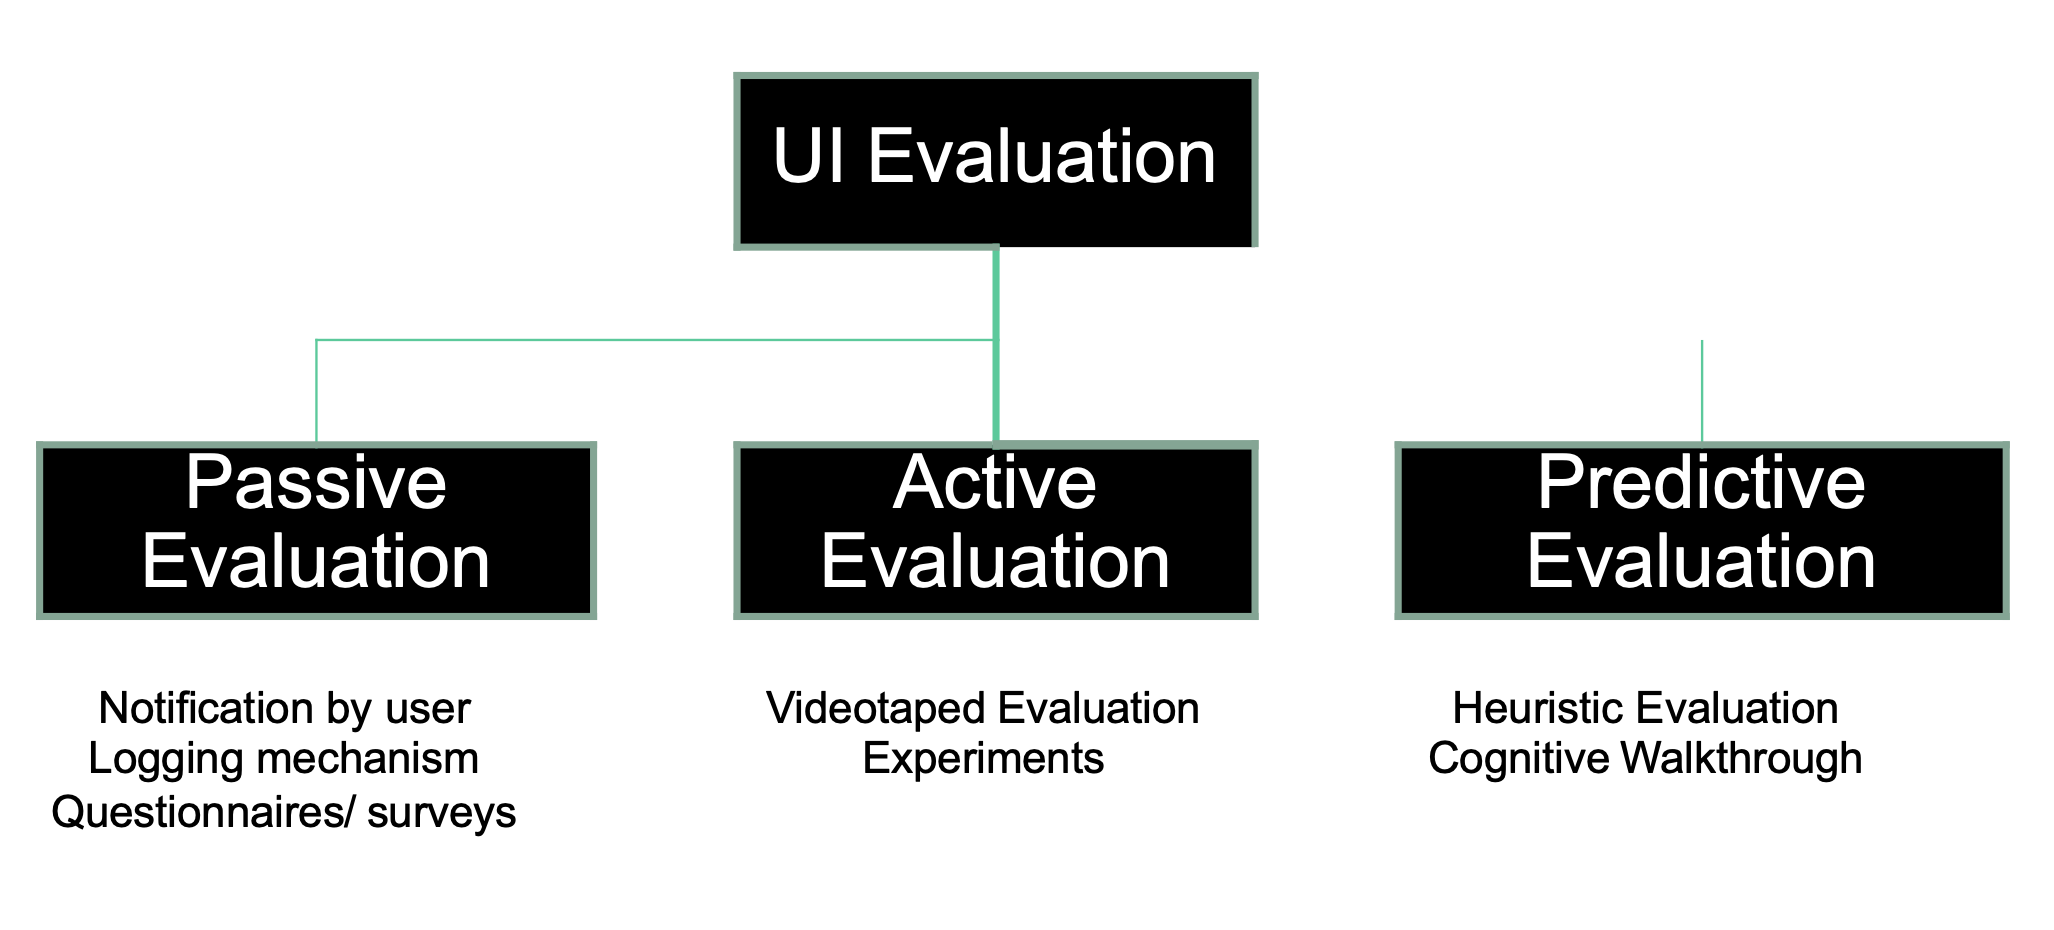 UI Evaluation
Passive
Evaluation
Active
Evaluation
Predictive
Evaluation
Notification by user
Logging mechanism
Questionnaires/ surveys
Videotaped Evaluation
Experiments
Heuristic Evaluation
Cognitive Walkthrough